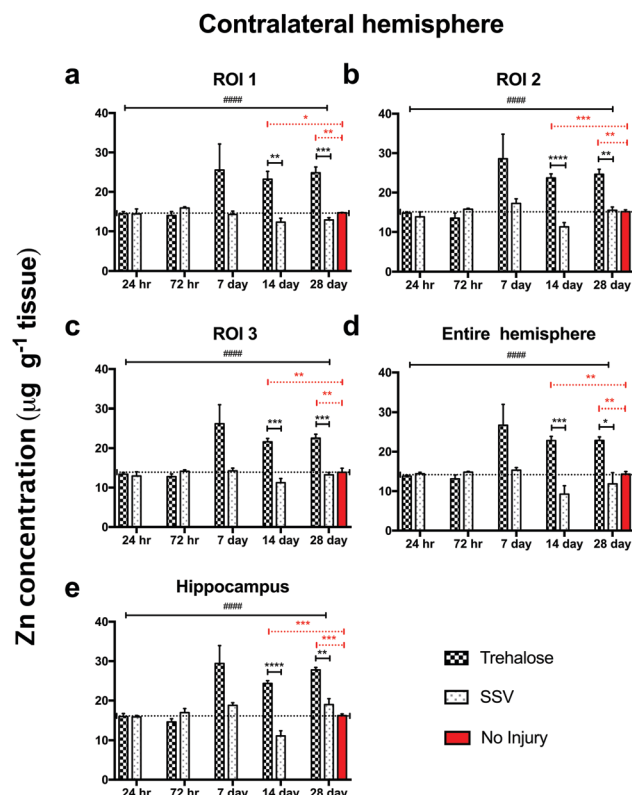 Contralateral hemisphere
Zn concentration (µg g⁻¹ tissue)
a
ROI 1
####
*
**
** ***
40
30
20
10
0
24 hr 72 hr 7 day 14 day 28 day
b
ROI 2
####
***
**
**** **
40
30
20
10
0
24 hr 72 hr 7 day 14 day 28 day
c
ROI 3
####
**
**
*** ***
40
30
20
10
0
24 hr 72 hr 7 day 14 day 28 day
d
Entire hemisphere
####
**
**
*** *
40
30
20
10
0
24 hr 72 hr 7 day 14 day 28 day
e
Hippocampus
####
***
***
**** **
40
30
20
10
0
24 hr 72 hr 7 day 14 day 28 day
Trehalose
SSV
No Injury